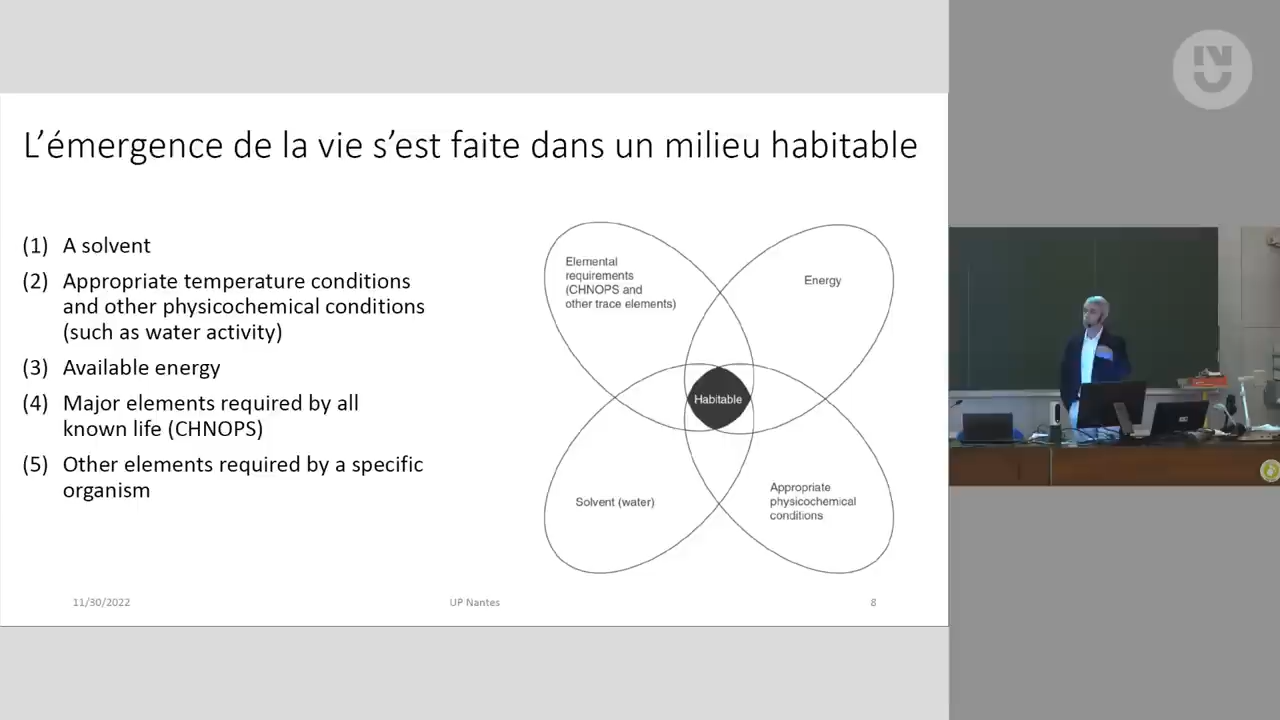 L'émergence de la vie s'est faite dans un milieu habitable
(1) A solvent
(2) Appropriate temperature conditions
and other physicochemical conditions
(such as water activity)
(3) Available energy
(4) Major elements required by all
known life (CHNOPS)
(5) Other elements required by a specific
organism
Elemental
requirements
(CHNOPS and
other trace elements)
Energy
Habitable
Solvent (water)
Appropriate
physicochemical
conditions
11/30/2022
UP Nantes
8